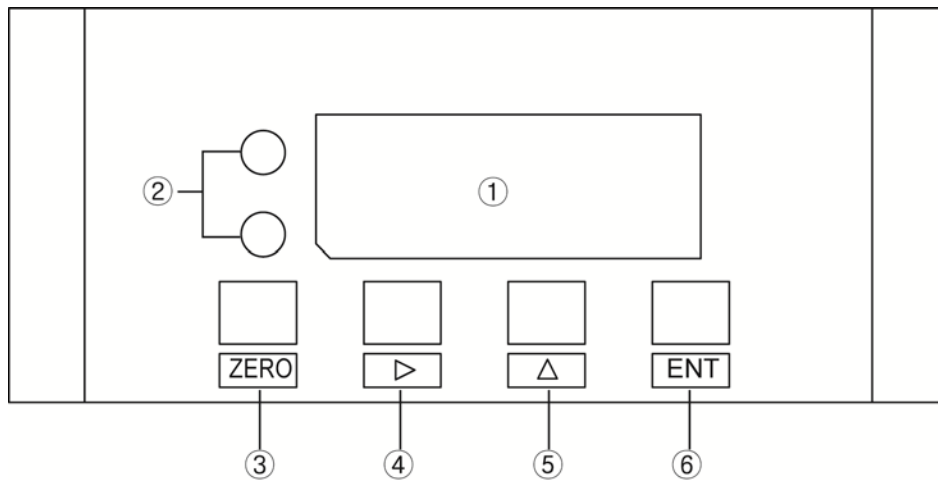 ②
①
ZERO ▷ △ ENT
③ ④ ⑤ ⑥